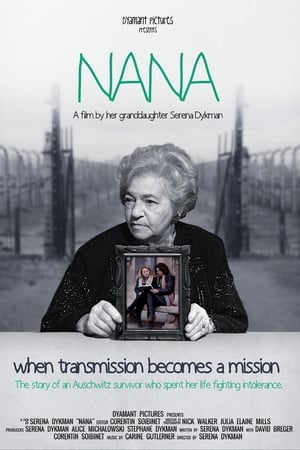 DYAMANT PICTURES
PRESENTS
NANA
A film by her granddaughter Serena Dykman
when transmission becomes a mission
The story of an Auschwitz survivor who spent her life fighting intolerance.
DYAMANT PICTURES PRESENTS
SERENA DYKMAN "NANA" EDITOR CORENTIN SOIBINET NICK WALKER JULIA ELAINE MILLS
PRODUCERS SERENA DYKMAN ALICE MICHALOWSKI STEPHANIE DYKMAN WRITTEN BY SERENA DYKMAN WITH DAVID BREGER
CORENTIN SOIBINET MUSIC BY CARINE GUTLERNER DIRECTED BY SERENA DYKMAN